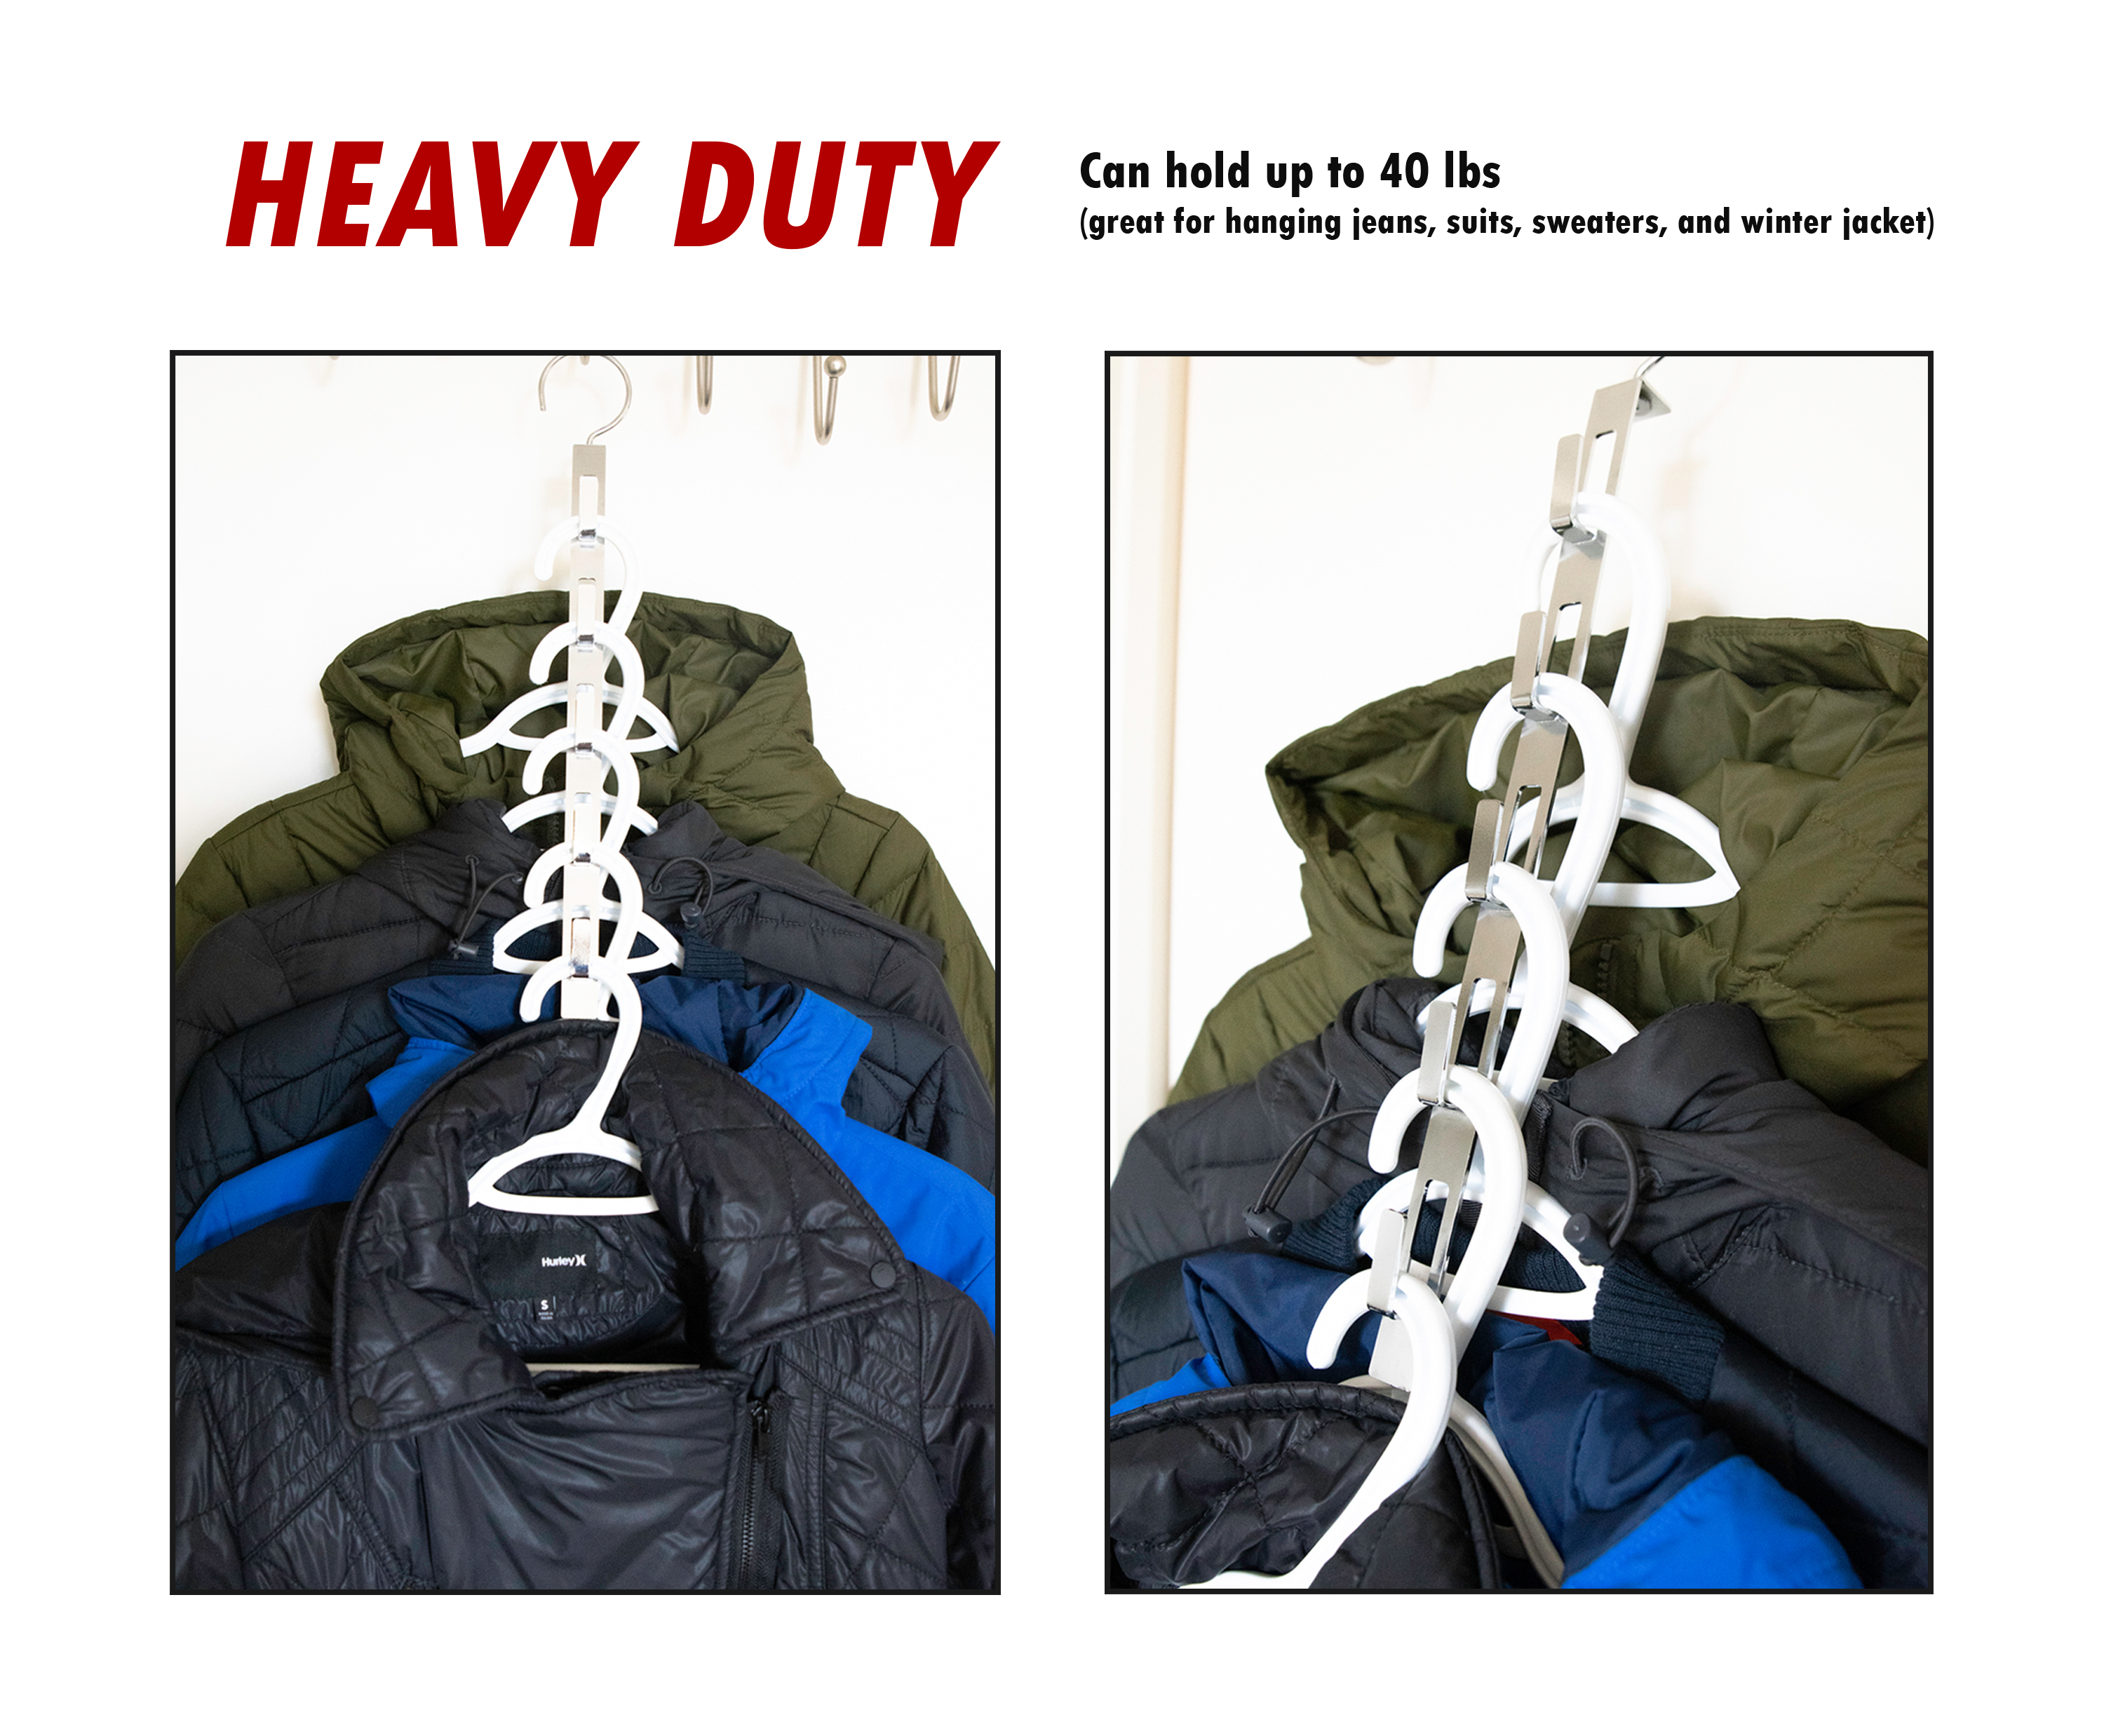 HEAVY DUTY
Can hold up to 40 lbs
(great for hanging jeans, suits, sweaters, and winter jacket)
Hurley
S